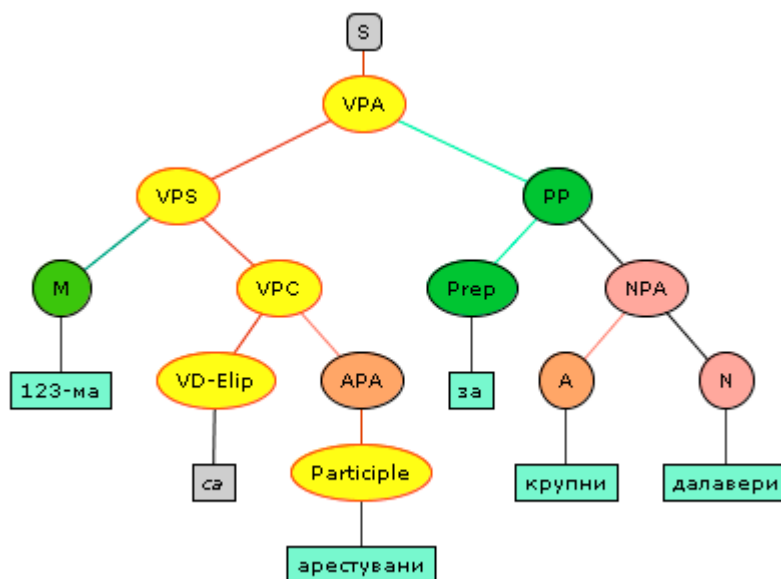 S
VPA
VPS PP
M VPC Prep NPA
123-ма VD-Elip APA за A N
са Participle крупни далавери
арестувани